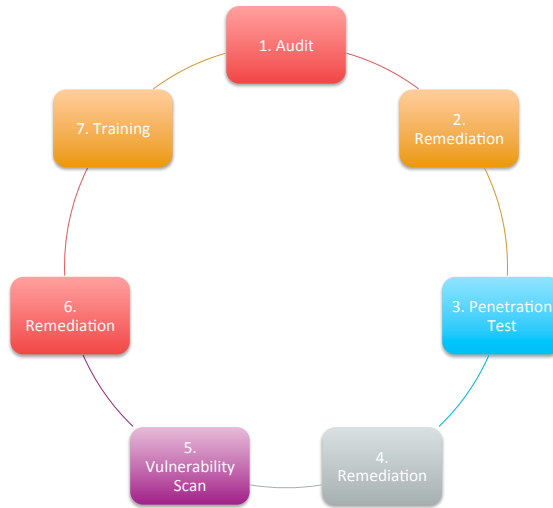 1. Audit
2.
Remediation
3. Penetration
Test
4.
Remediation
5.
Vulnerability
Scan
6.
Remediation
7. Training